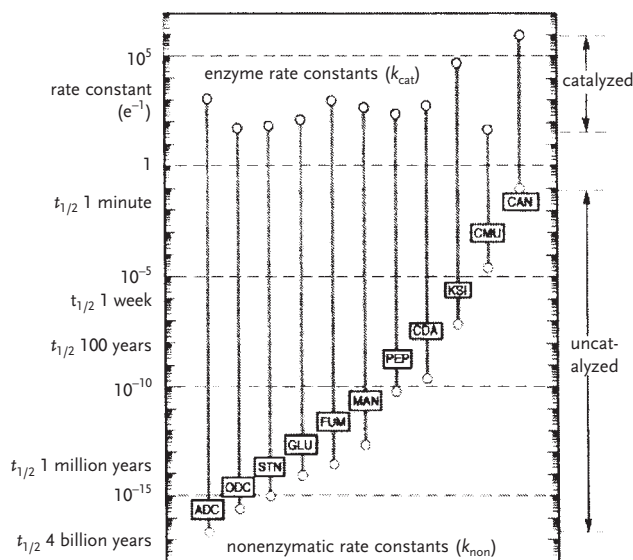 10^5
enzyme rate constants (k_cat)
rate constant
(e^−1)
catalyzed
1
t_1/2 1 minute
CAN
CMU
10^−5
t_1/2 1 week
KSI
t_1/2 100 years
CDA
uncat-
alyzed
PEP
10^−10
MAN
FUM
GLU
t_1/2 1 million years
STN
ODC
10^−15
ADC
t_1/2 4 billion years
nonenzymatic rate constants (k_non)